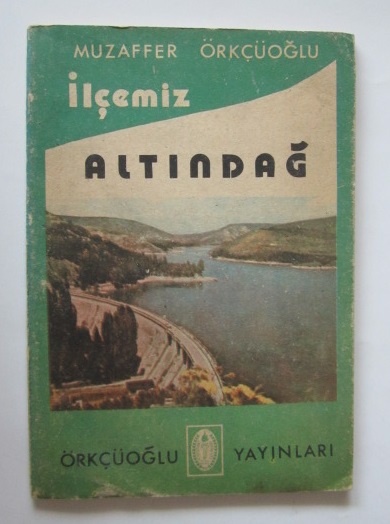 MUZAFFER ÖRKÇÜOĞLU
İlçemiz
ALTINDAĞ
ÖRKÇÜOĞLU YAYINLARI